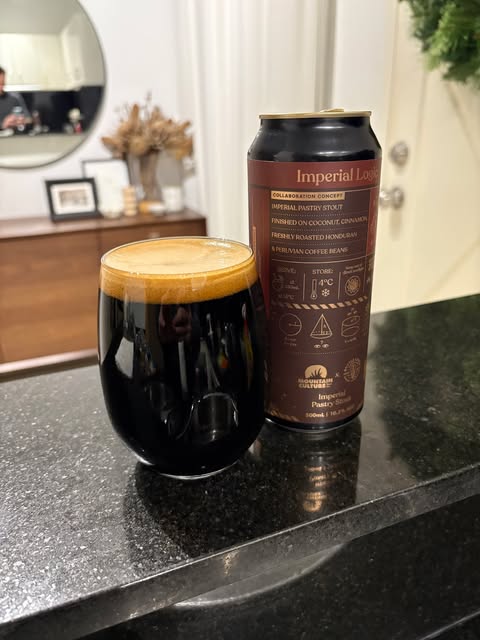 Imperial
COLLABORATION CONCEPT
IMPERIAL PASTRY STOUT
FINISHED ON COCONUT, CINNAMON,
FRESHLY ROASTED HONDURAN
& PERUVIAN COFFEE BEANS
STORE:
4°C
MOUNTAIN
CULTURE
&
Imperial
Pastry Stout
500mL